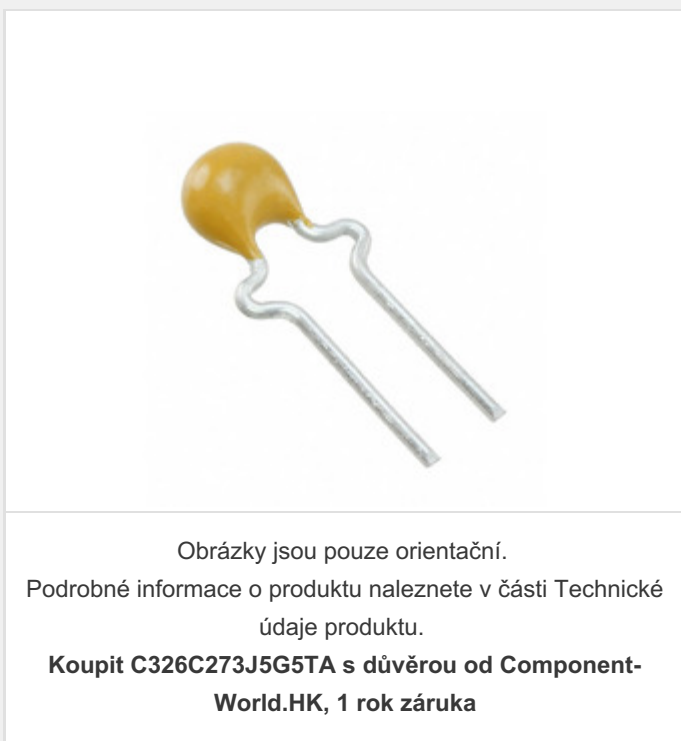 Obrázky jsou pouze orientační.
Podrobné informace o produktu naleznete v části Technické
údaje produktu.
Koupit C326C273J5G5TA s důvěrou od Component-
World.HK, 1 rok záruka